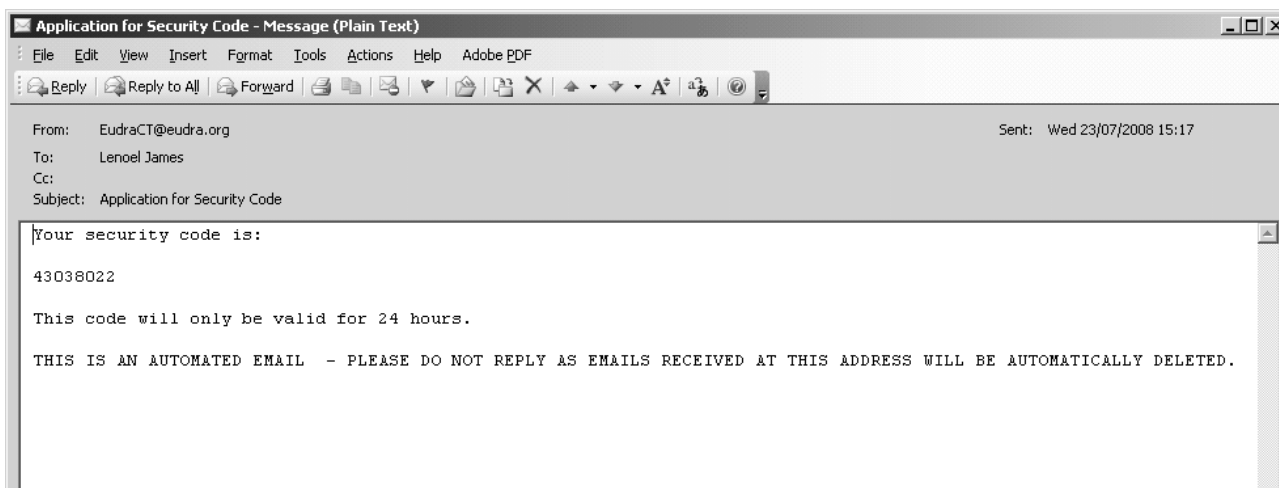 Application for Security Code - Message (Plain Text)
File Edit View Insert Format Tools Actions Help Adobe PDF
Reply Reply to All Forward
From: EudraCT@eudra.org Sent: Wed 23/07/2008 15:17
To: Lenoel James
Cc:
Subject: Application for Security Code
Your security code is:
43038022
This code will only be valid for 24 hours.
THIS IS AN AUTOMATED EMAIL - PLEASE DO NOT REPLY AS EMAILS RECEIVED AT THIS ADDRESS WILL BE AUTOMATICALLY DELETED.